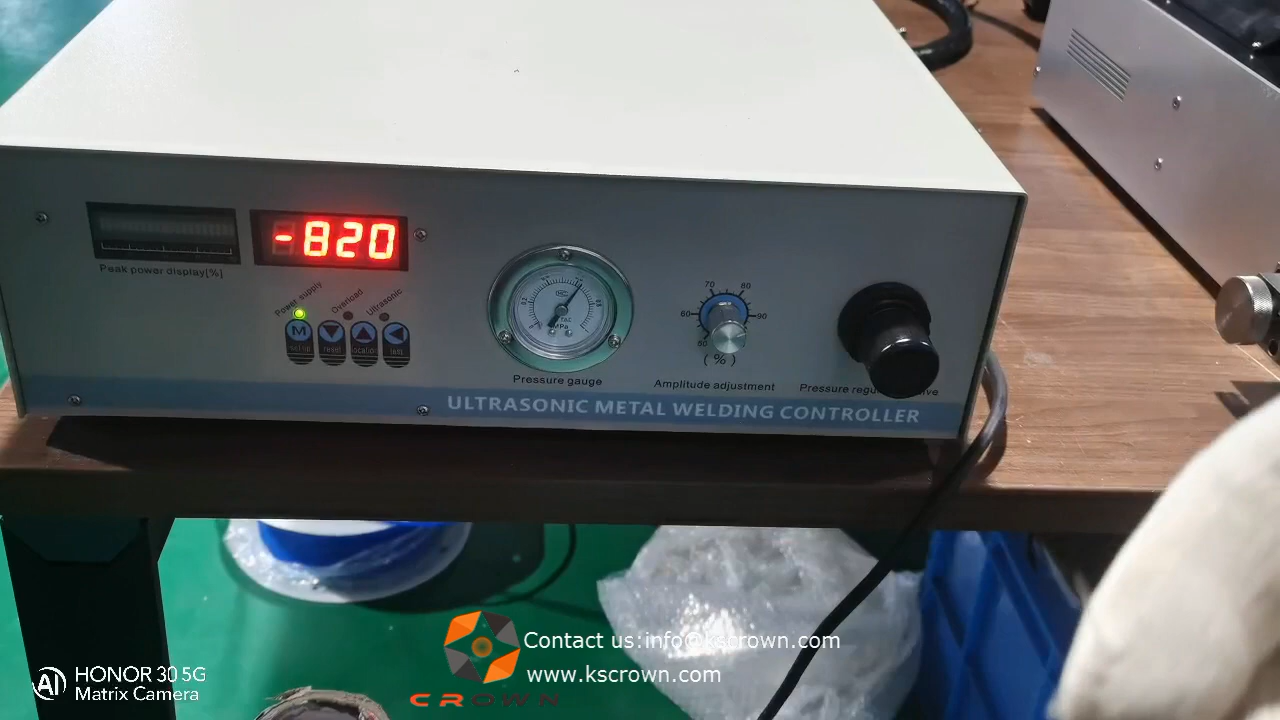 -820
Peak power display(%)
Power supply
Overload
Ultrasonic
M
reset
location
test
70 80
60 90
(%)
MPa
Pressure gauge
Amplitude adjustment
Pressure
ULTRASONIC METAL WELDING CONTROLLER
Contact us:info@kscrown.com
www.kscrown.com
CROWN
HONOR 30 5G
Matrix Camera